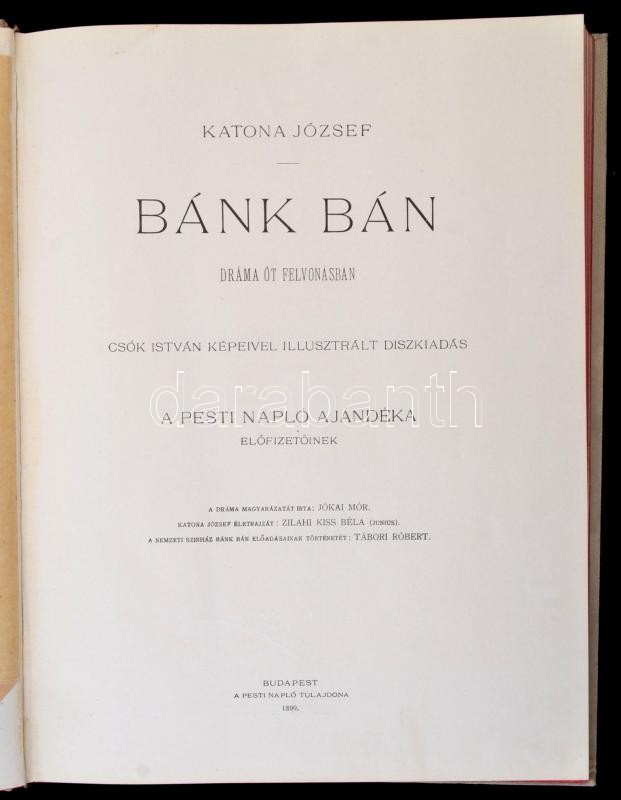 KATONA JÓZSEF
BÁNK BÁN
DRÁMA ÖT FELVONÁSBAN
CSÓK ISTVÁN KÉPEIVEL ILLUSZTRÁLT DISZKIADÁS
darabanth
A PESTI NAPLO AJÁNDÉKA
ELŐFIZETŐINEK
A DRÁMA MAGYARÁZATÁT IRTA: JÓKAI MÓR.
KATONA JÓZSEF ÉLETRAJZÁT: ZILAHI KISS BÉLA (JUNIUS).
A NEMZETI SZINHÁZ BÁNK BÁN ELŐADÁSAINAK TÖRTÉNETÉT: TÁBORI RÓBERT.
BUDAPEST
A PESTI NAPLÓ TULAJDONA
1899.